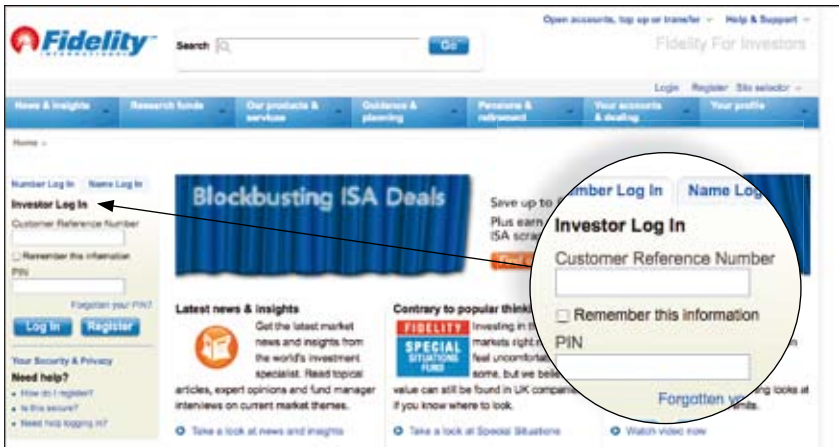 Open accounts, top up or transfer Help & Support
Fidelity
INTERNATIONAL
Search
Go
Fidelity For Investors
Login Register Site selector
News & insights
Research funds
Our products & services
Guidance & planning
Pensions & retirement
Your accounts & dealing
Your profile
Home >
Number Log In Name Log In
Investor Log In
Customer Reference Number
Remember this information
PIN
Forgotten your PIN?
Log In Register
Your Security & Privacy
Need help?
How do I register?
Is this secure?
Need help logging in?
Blockbusting ISA Deals
Save up to
Plus earn
ISA
Find
Latest news & insights
Get the latest market
news and insights from
the world's investment
specialist. Read topical
articles, expert opinions and fund manager
interviews on current market themes.
Take a look at news and insights
Contrary to popular
FIDELITY
SPECIAL
SITUATIONS
FUND
Investing in
markets right
feel
some, but we
value can still be found in UK
if you know where to look.
Take a look at Special Situations
looks at
Watch video now
mber Log In Name Log
Investor Log In
Customer Reference Number
Remember this information
PIN
Forgotten